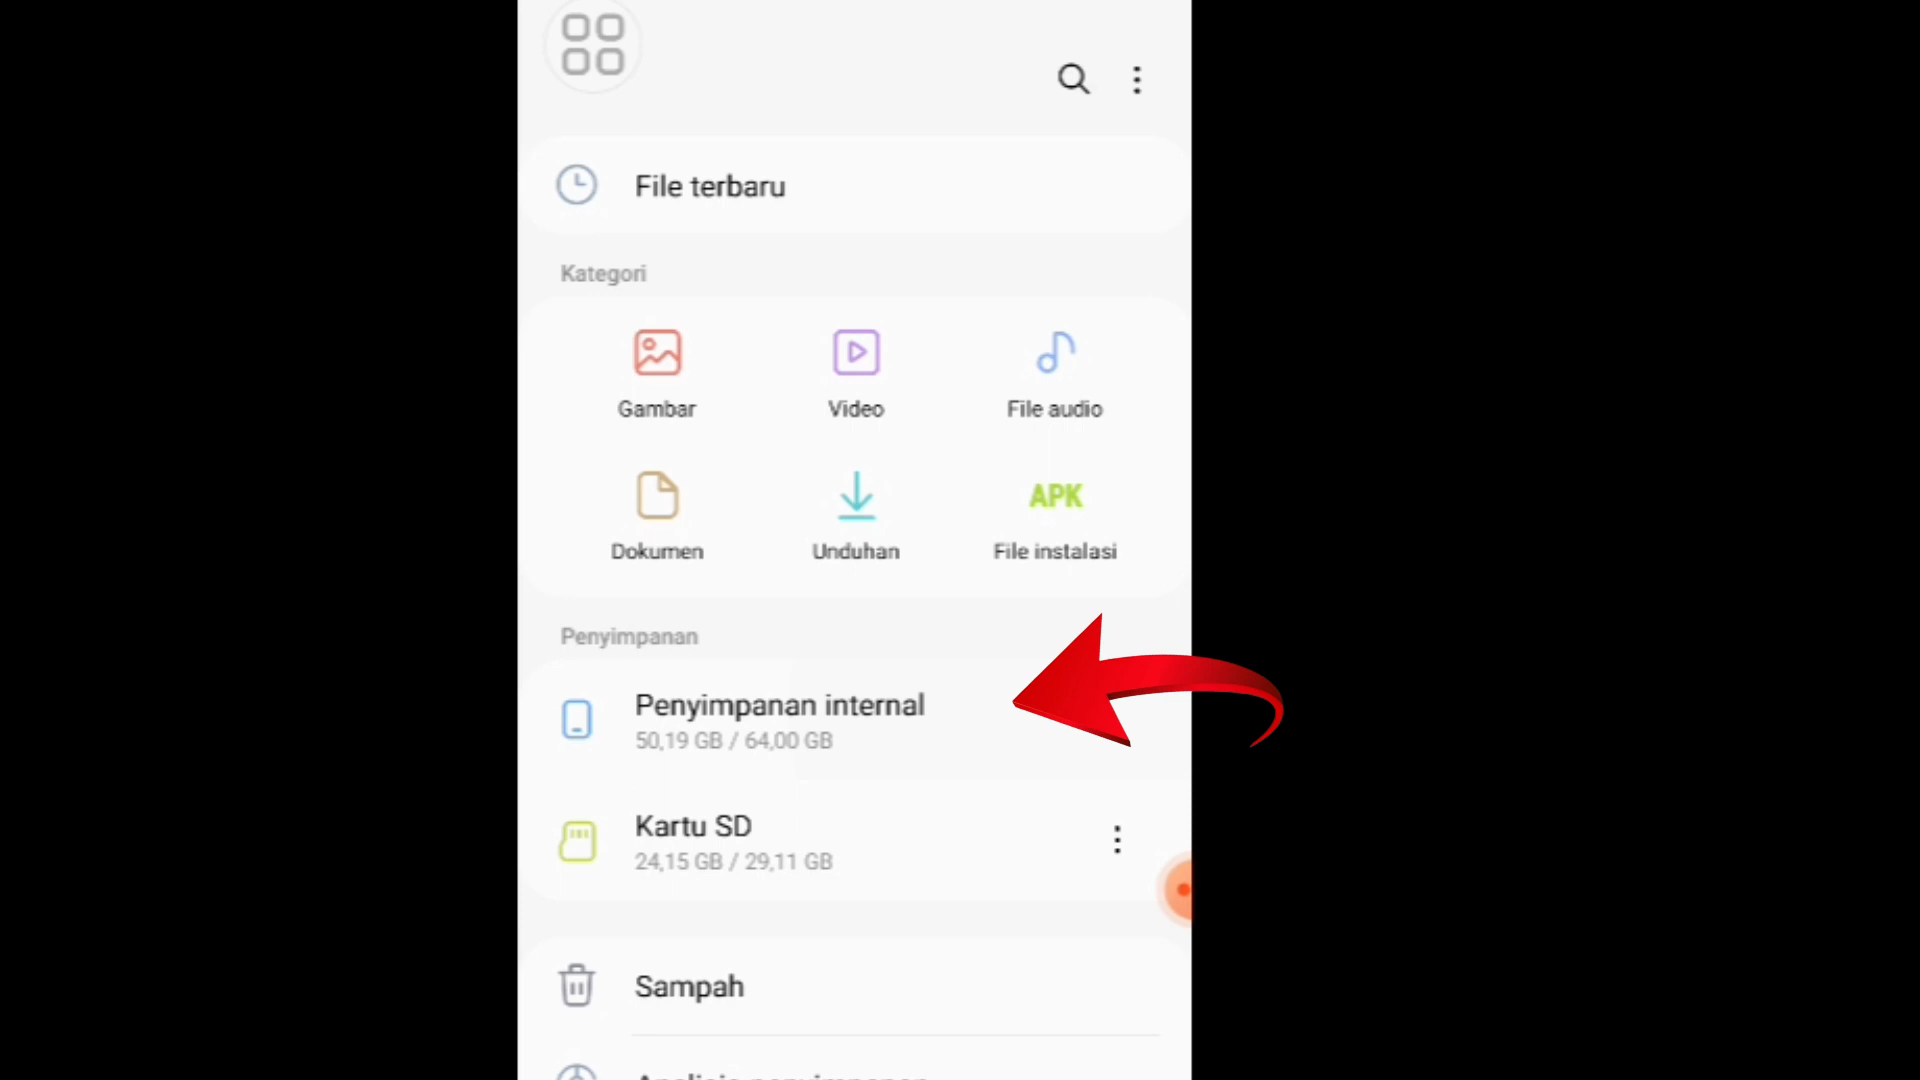 File terbaru
Kategori
Gambar
Video
File audio
APK
Dokumen
Unduhan
File instalasi
Penyimpanan
Penyimpanan internal
50,19 GB / 64,00 GB
Kartu SD
24,15 GB / 29,11 GB
Sampah